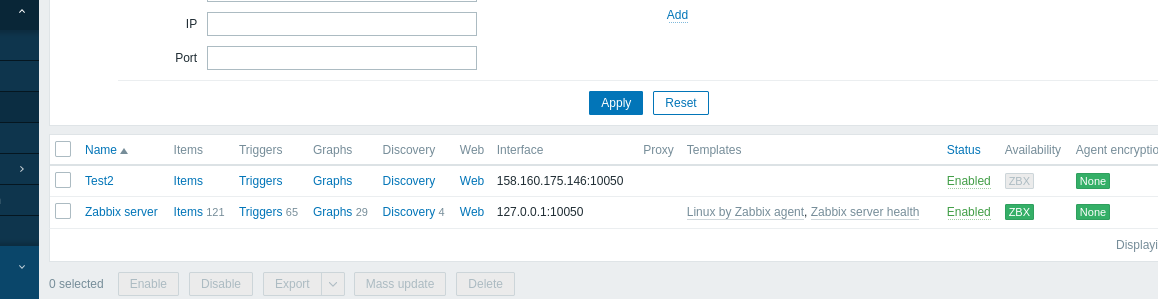 IP
Add
Port
Apply Reset
Name Items Triggers Graphs Discovery Web Interface Proxy Templates Status Availability Agent encryptio
Test2 Items Triggers Graphs Discovery Web 158.160.175.146:10050 Enabled ZBX None
Zabbix server Items 121 Triggers 65 Graphs 29 Discovery 4 Web 127.0.0.1:10050 Linux by Zabbix agent, Zabbix server health Enabled ZBX None
Displayi
0 selected Enable Disable Export Mass update Delete